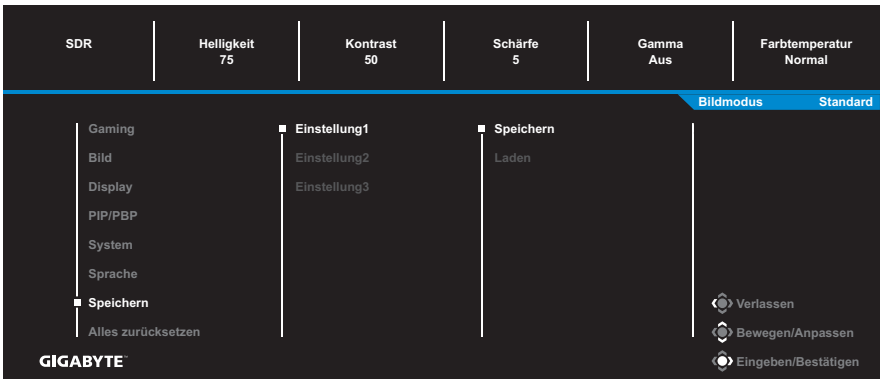 SDR
Helligkeit
75
Kontrast
50
Schärfe
5
Gamma
Aus
Farbtemperatur
Normal
Bildmodus Standard
Gaming
Bild
Display
PIP/PBP
System
Sprache
Speichern
Alles zurücksetzen
Einstellung1
Einstellung2
Einstellung3
Speichern
Laden
Verlassen
Bewegen/Anpassen
Eingeben/Bestätigen
GIGABYTE™